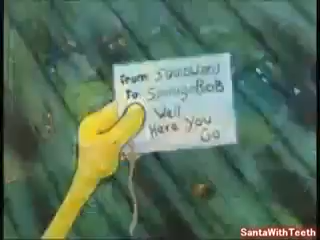 From Squidward
To SpongeBob
Well
Here You
Go
SantaWithTeeth